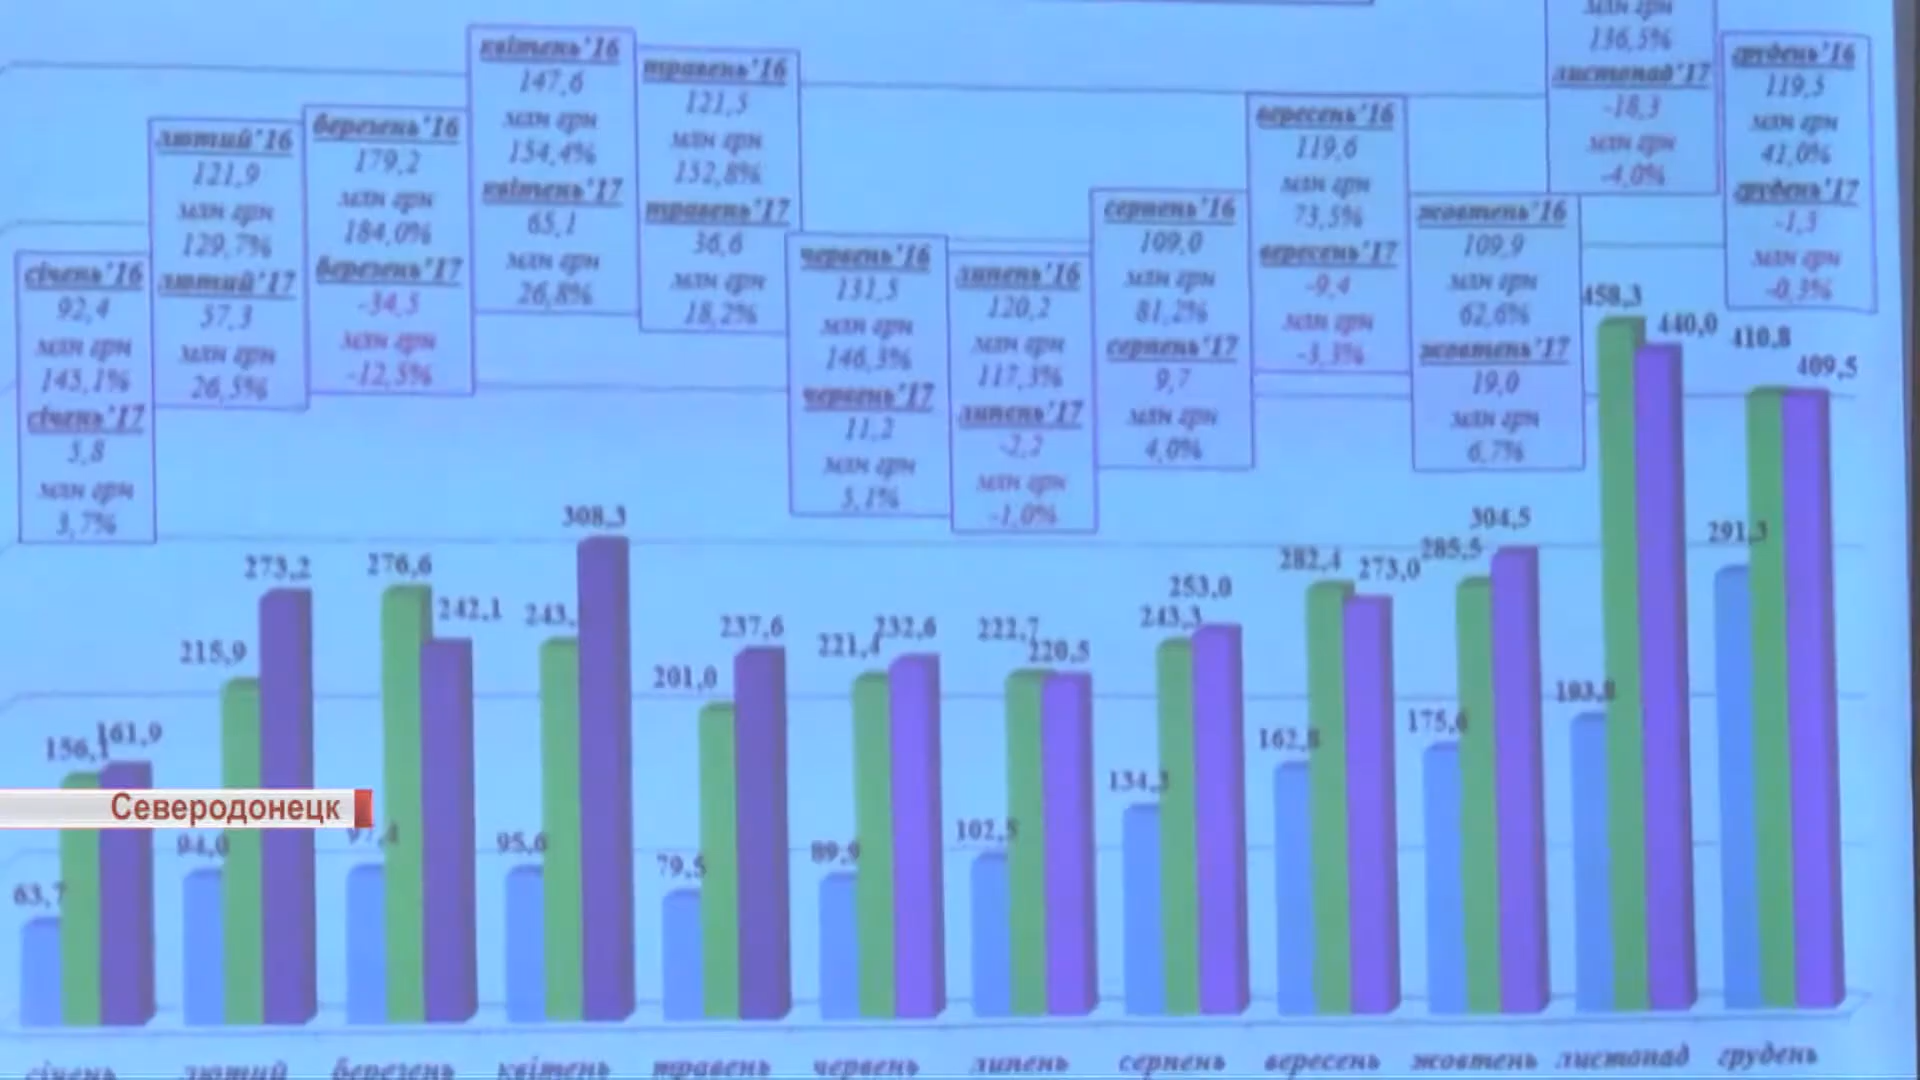 млн грн
136,5%
листопад'17
-18,3
млн грн
-4,0%
грудень'16
119,5
млн грн
41,0%
грудень'17
-1,3
млн грн
-0,3%
квітень'16
147,6
млн грн
154,4%
квітень'17
65,1
млн грн
26,8%
травень'16
121,5
млн грн
152,8%
травень'17
36,6
млн грн
18,2%
лютий'16
121,9
млн грн
129,7%
лютий'17
57,3
млн грн
26,5%
березень'16
179,2
млн грн
184,0%
березень'17
-34,5
млн грн
-12,5%
січень'16
92,4
млн грн
145,1%
січень'17
5,8
млн грн
3,7%
червень'16
131,5
млн грн
146,3%
червень'17
11,2
млн грн
5,1%
липень'16
120,2
млн грн
117,3%
липень'17
-2,2
млн грн
-1,0%
серпень'16
109,0
млн грн
81,2%
серпень'17
9,7
млн грн
4,0%
вересень'16
119,6
млн грн
73,5%
вересень'17
-9,4
млн грн
-3,3%
жовтень'16
109,9
млн грн
62,6%
жовтень'17
19,0
млн грн
6,7%
63,7 156,1 161,9
94,0 215,9 273,2
97,4 276,6 242,1
95,6 243, 308,3
79,5 201,0 237,6
89,9 221,4 232,6
102,5 222,7 220,5
134,3 243,3 253,0
162,8 282,4 273,0
175,6 285,5 304,5
193,8 458,3 440,0
291,3 410,8 409,5
Северодонецк
січень лютий березень квітень травень червень липень серпень вересень жовтень листопад грудень